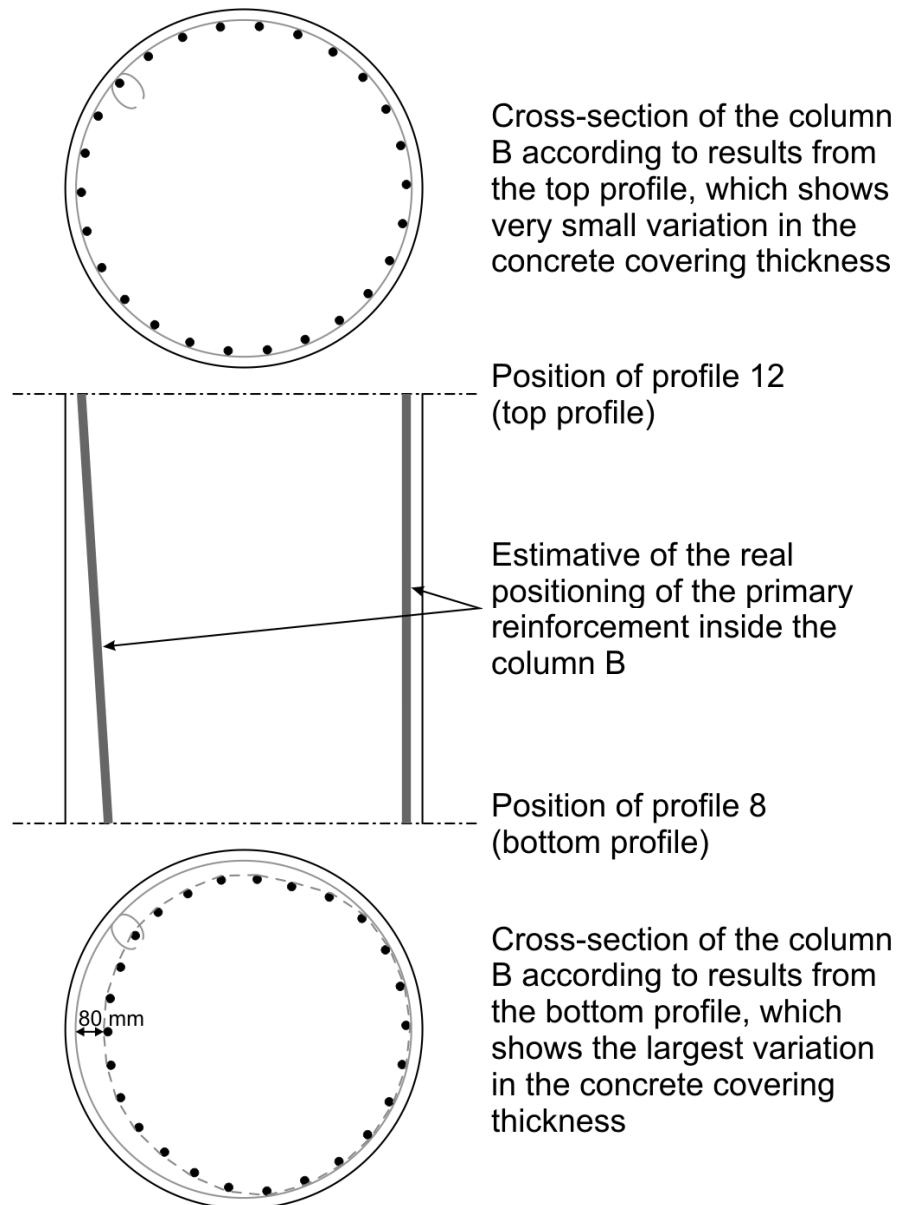 Cross-section of the column
B according to results from
the top profile, which shows
very small variation in the
concrete covering thickness
Position of profile 12
(top profile)
Estimative of the real
positioning of the primary
reinforcement inside the
column B
Position of profile 8
(bottom profile)
80 mm
Cross-section of the column
B according to results from
the bottom profile, which
shows the largest variation
in the concrete covering
thickness